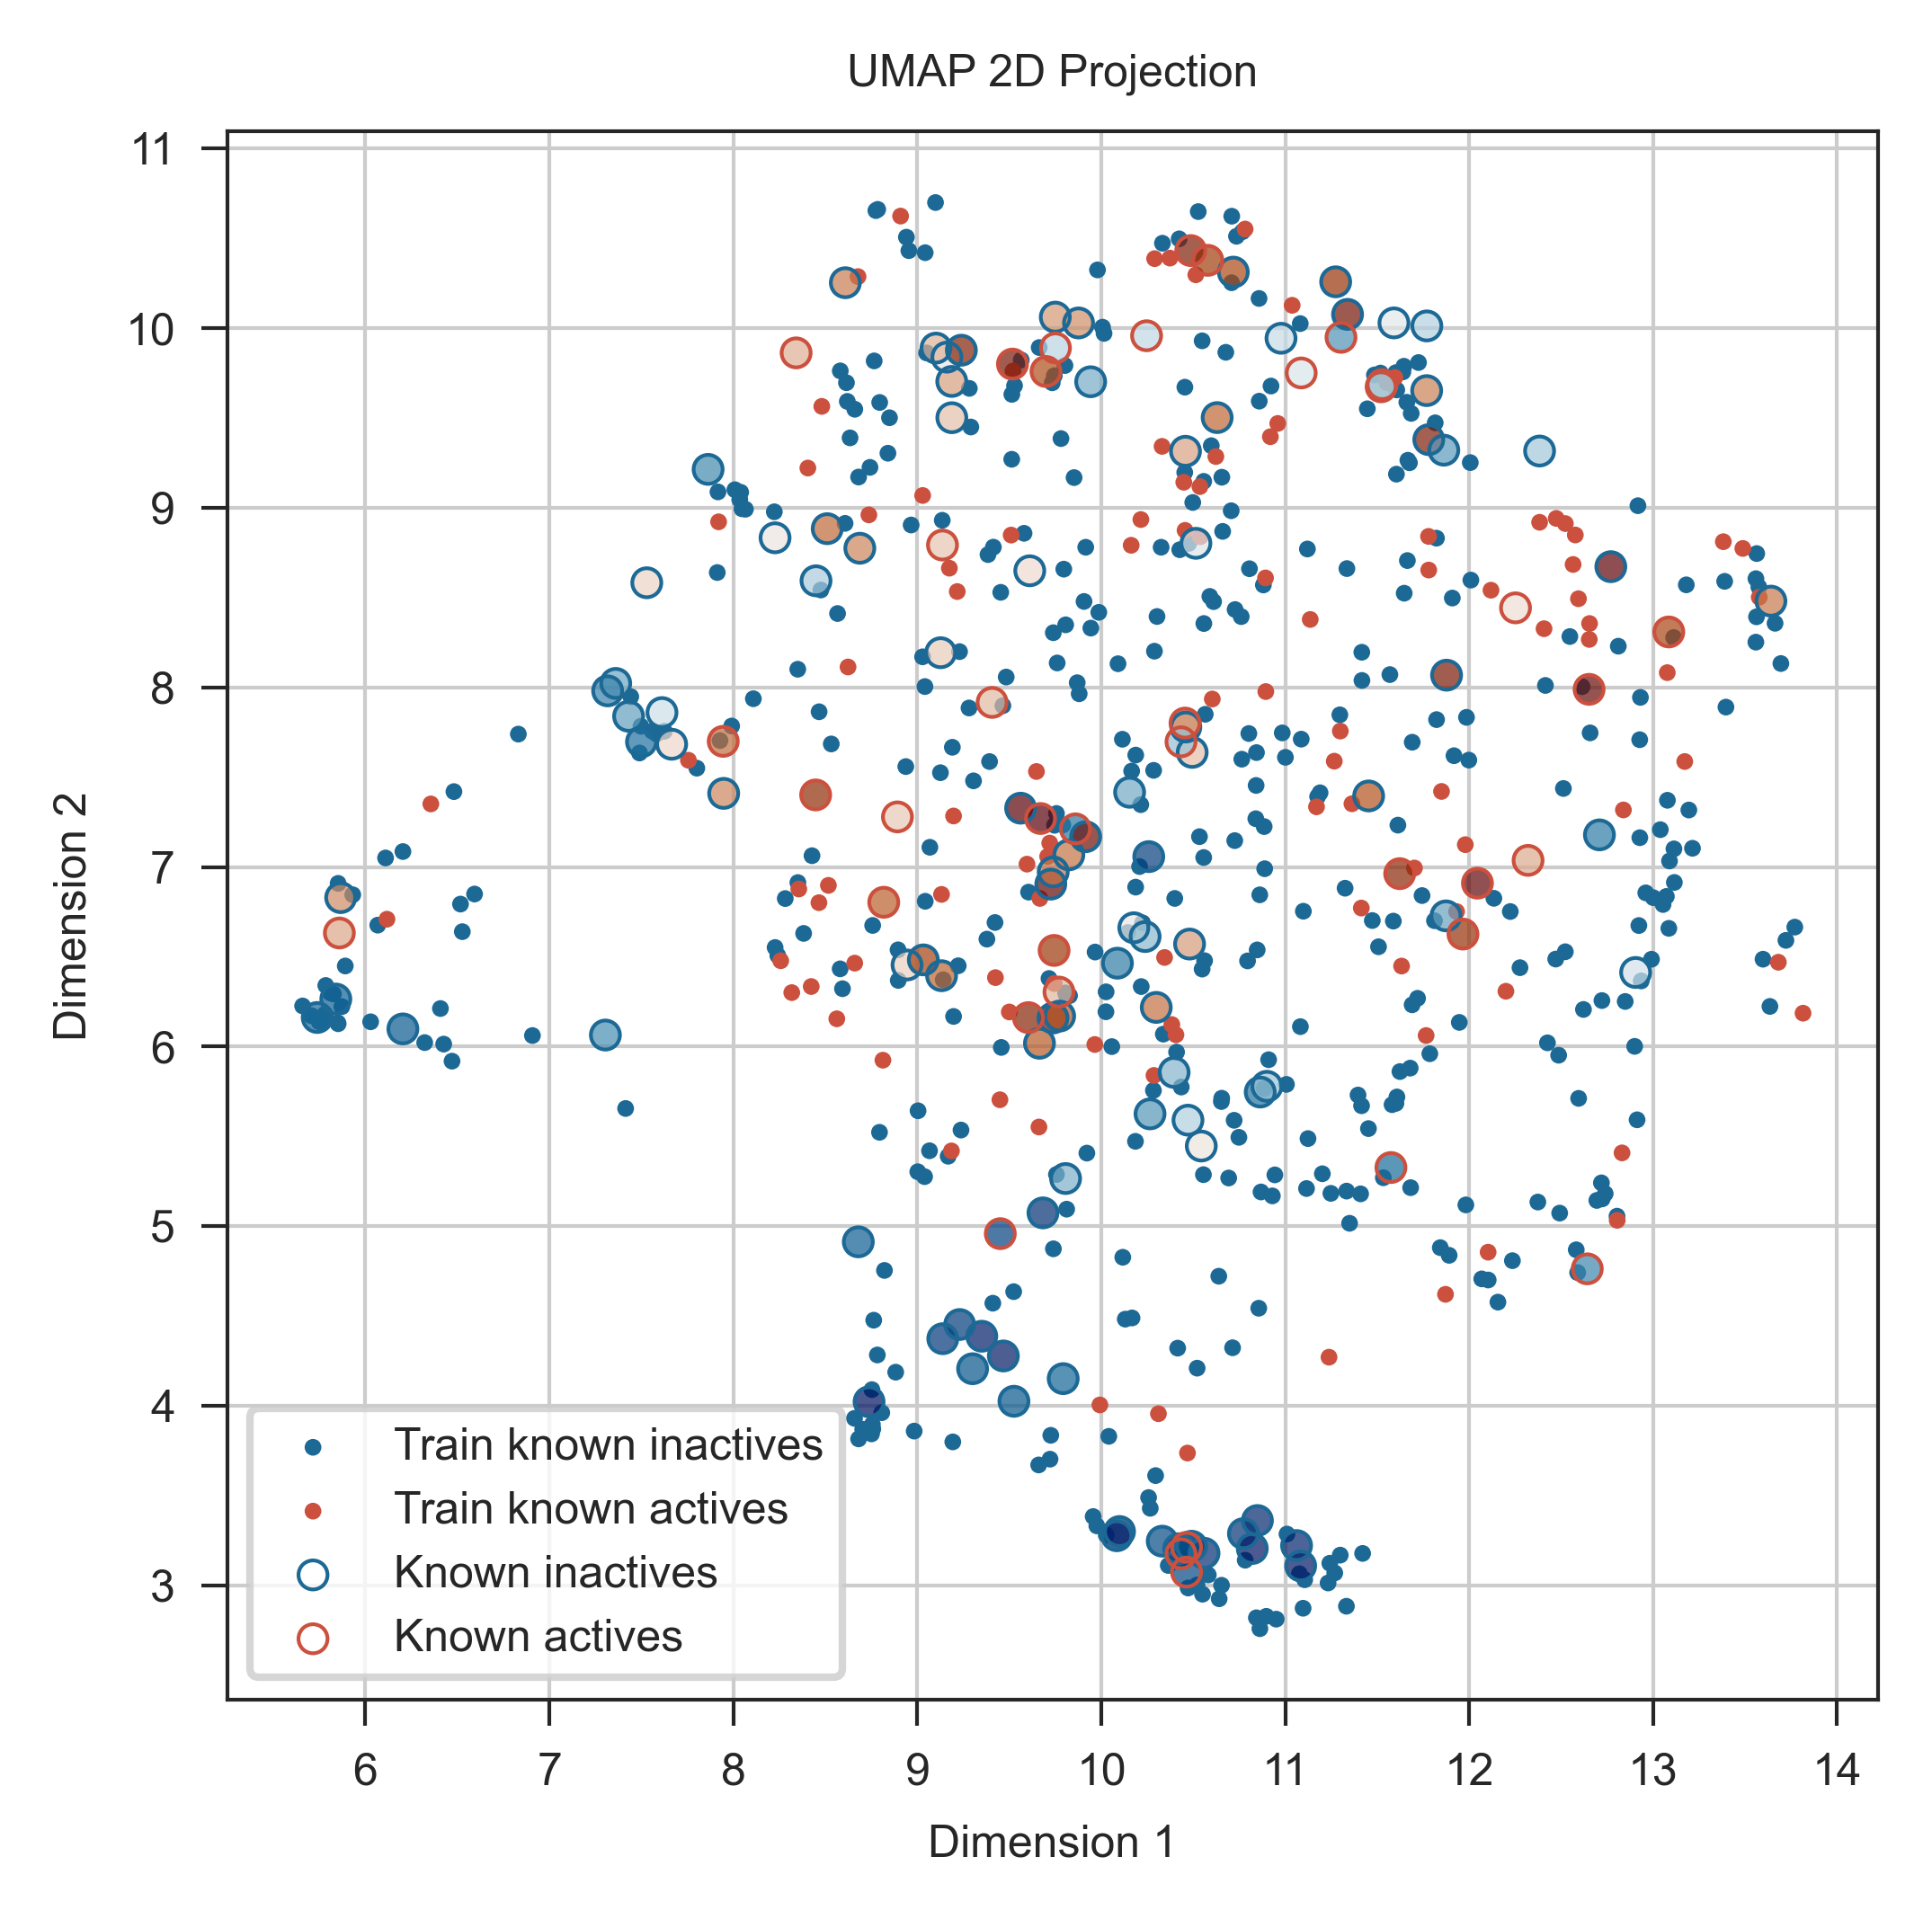 UMAP 2D Projection
11
10
9
8
7
6
5
4
3
Dimension 2
Train known inactives
Train known actives
Known inactives
Known actives
6 7 8 9 10 11 12 13 14
Dimension 1